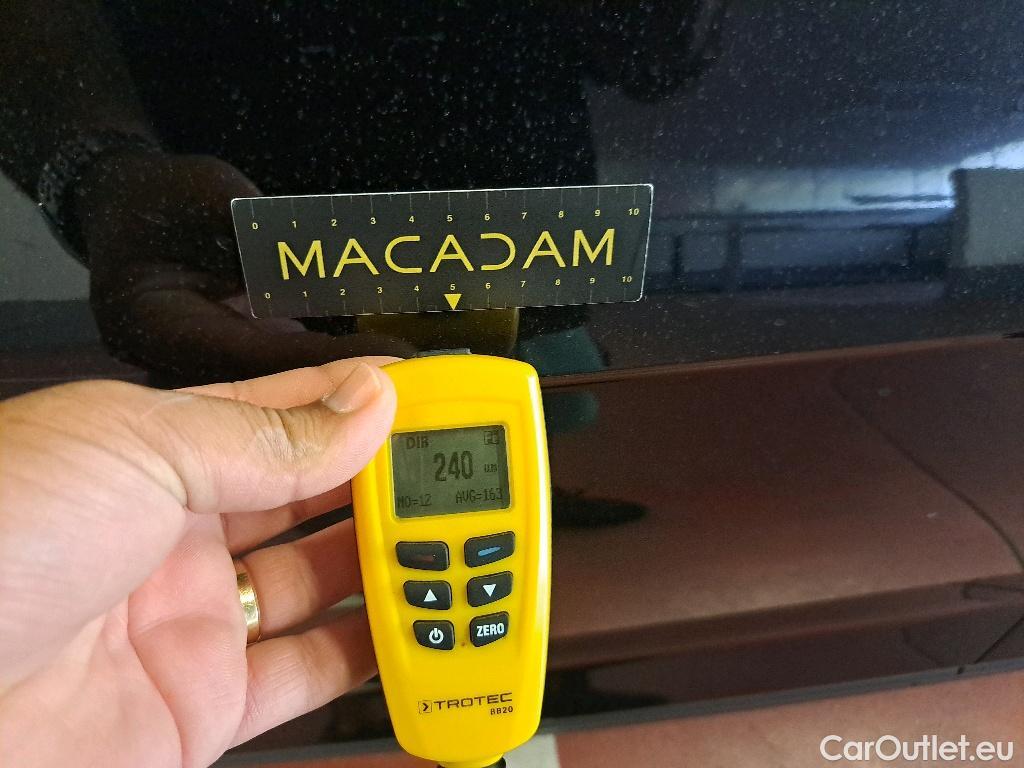 0 1 2 3 4 5 6 7 8 9 10
MACADAM
0 1 2 3 4 5 6 7 8 9 10
DIR
240 um
NO=12 AVG=163
ZERO
TROTEC
BB20
CarOutlet.eu